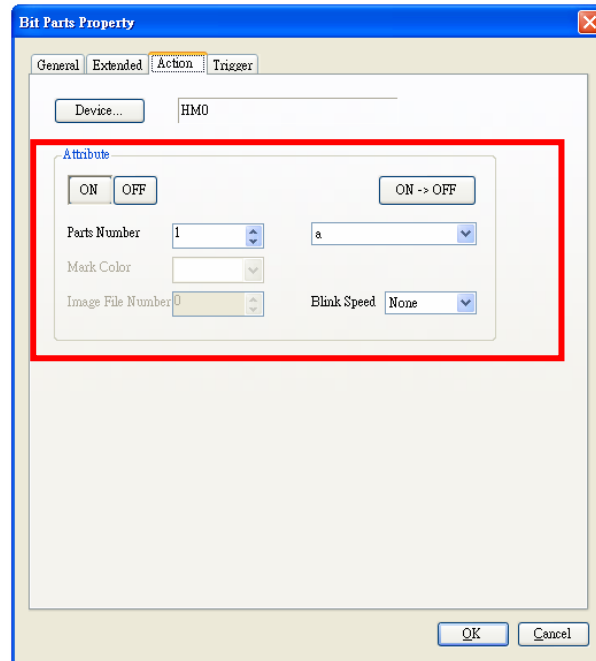 Bit Parts Property
General Extended Action Trigger
Device... HM0
Attribute
ON OFF ON -> OFF
Parts Number 1 a
Mark Color
Image File Number 0 Blink Speed None
OK Cancel